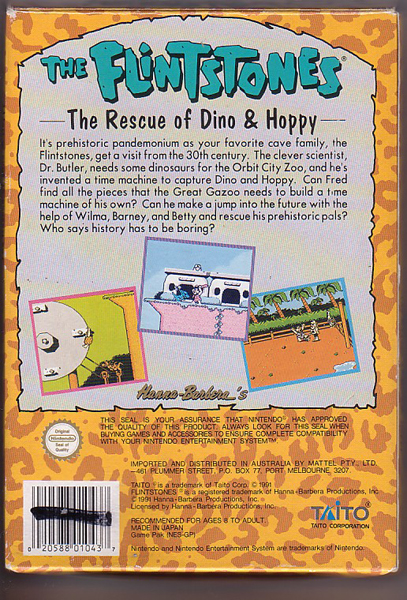 THE FLINTSTONES®
The Rescue of Dino & Hoppy
It's prehistoric pandemonium as your favorite cave family, the
Flintstones, get a visit from the 30th century. The clever scientist,
Dr. Butler, needs some dinosaurs for the Orbit City Zoo, and he's
invented a time machine to capture Dino and Hoppy. Can Fred
find all the pieces that the Great Gazoo needs to build a time
machine of his own? Can he make a jump into the future with the
help of Wilma, Barney, and Betty and rescue his prehistoric pals?
Who says history has to be boring?
Hanna-Barbera's
Original
Nintendo
Seal of
Quality
THIS SEAL IS YOUR ASSURANCE THAT NINTENDO HAS APPROVED
THE QUALITY OF THIS PRODUCT. ALWAYS LOOK FOR THIS SEAL WHEN
BUYING GAMES AND ACCESSORIES TO ENSURE COMPLETE COMPATIBILITY
WITH YOUR NINTENDO ENTERTAINMENT SYSTEM™.
IMPORTED AND DISTRIBUTED IN AUSTRALIA BY MATTEL PTY. LTD.
—461 PLUMMER STREET, P.O. BOX 77, PORT, MELBOURNE, 3207.
TAITO® is a trademark of Taito Corp. © 1991
FLINTSTONES® is a registered trademark of Hanna-Barbera Productions, Inc.
© 1991 Hanna-Barbera Productions, Inc.
Licensed by Hanna-Barbera Productions, Inc.
RECOMMENDED FOR AGES 8 TO ADULT.
MADE IN JAPAN
Game Pak (NES-GP)
TAITO
TAITO CORPORATION
0 20588 01043 7
Nintendo and Nintendo Entertainment System are trademarks of Nintendo.